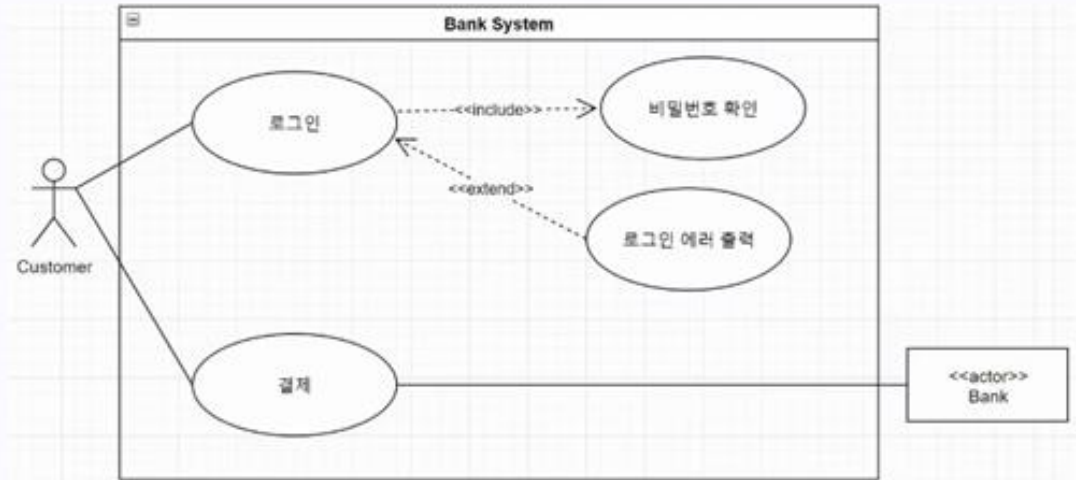 Bank System
로그인
<<include>>
비밀번호 확인
<<extend>>
로그인 에러 출력
Customer
결제
<<actor>>
Bank